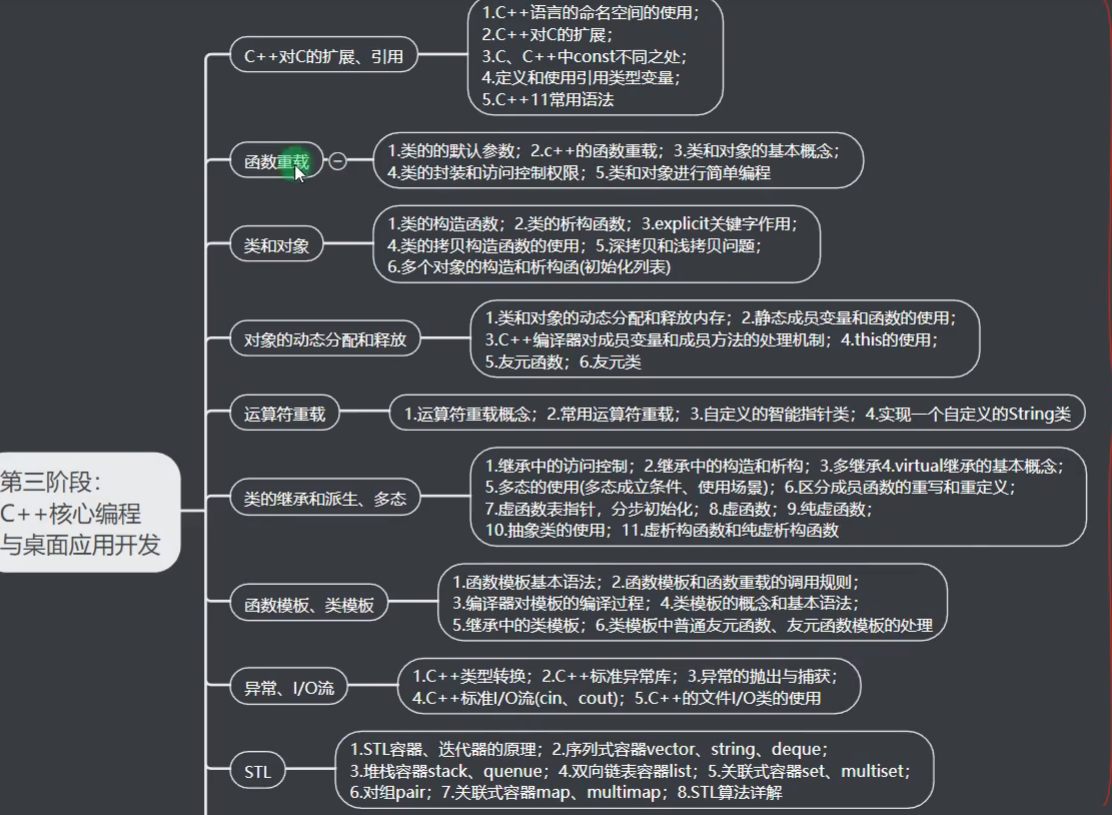 第三阶段：
C++核心编程
与桌面应用开发
C++对C的扩展、引用
1.C++语言的命名空间的使用；
2.C++对C的扩展；
3.C、C++中const不同之处；
4.定义和使用引用类型变量；
5.C++11常用语法
函数重载
1.类的的默认参数；2.c++的函数重载；3.类和对象的基本概念；
4.类的封装和访问控制权限；5.类和对象进行简单编程
类和对象
1.类的构造函数；2.类的析构函数；3.explicit关键字作用；
4.类的拷贝构造函数的使用；5.深拷贝和浅拷贝问题；
6.多个对象的构造和析构函(初始化列表)
对象的动态分配和释放
1.类和对象的动态分配和释放内存；2.静态成员变量和函数的使用；
3.C++编译器对成员变量和成员方法的处理机制；4.this的使用；
5.友元函数；6.友元类
运算符重载
1.运算符重载概念；2.常用运算符重载；3.自定义的智能指针类；4.实现一个自定义的String类
类的继承和派生、多态
1.继承中的访问控制；2.继承中的构造和析构；3.多继承4.virtual继承的基本概念；
5.多态的使用(多态成立条件、使用场景)；6.区分成员函数的重写和重定义；
7.虚函数表指针，分步初始化；8.虚函数；9.纯虚函数；
10.抽象类的使用；11.虚析构函数和纯虚析构函数
函数模板、类模板
1.函数模板基本语法；2.函数模板和函数重载的调用规则；
3.编译器对模板的编译过程；4.类模板的概念和基本语法；
5.继承中的类模板；6.类模板中普通友元函数、友元函数模板的处理
异常、I/O流
1.C++类型转换；2.C++标准异常库；3.异常的抛出与捕获；
4.C++标准I/O流(cin、cout)；5.C++的文件I/O类的使用
STL
1.STL容器、迭代器的原理；2.序列式容器vector、string、deque；
3.堆栈容器stack、quenue；4.双向链表容器list；5.关联式容器set、multiset；
6.对组pair；7.关联式容器map、multimap；8.STL算法详解